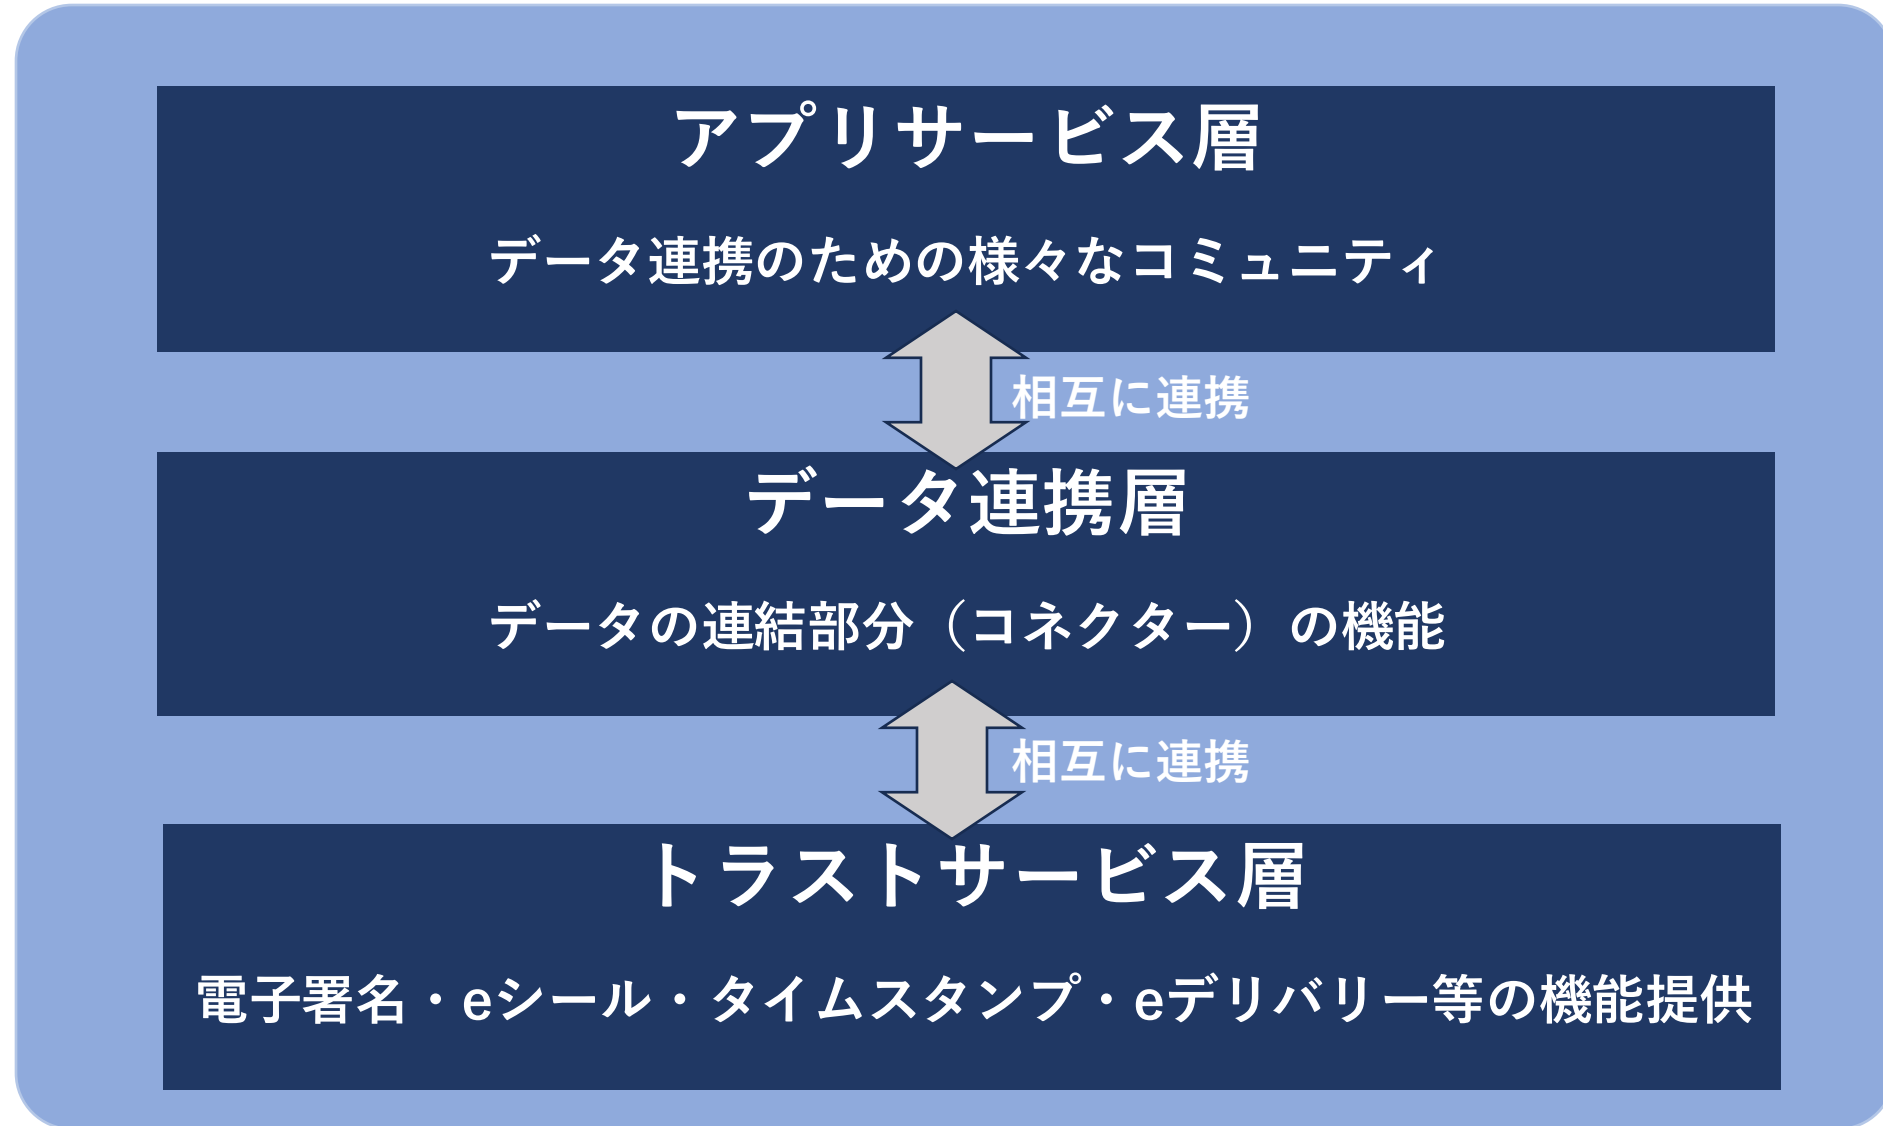 アプリサービス層
データ連携のための様々なコミュニティ
相互に連携
データ連携層
データの連結部分（コネクター）の機能
相互に連携
トラストサービス層
電子署名・eシール・タイムスタンプ・eデリバリー等の機能提供